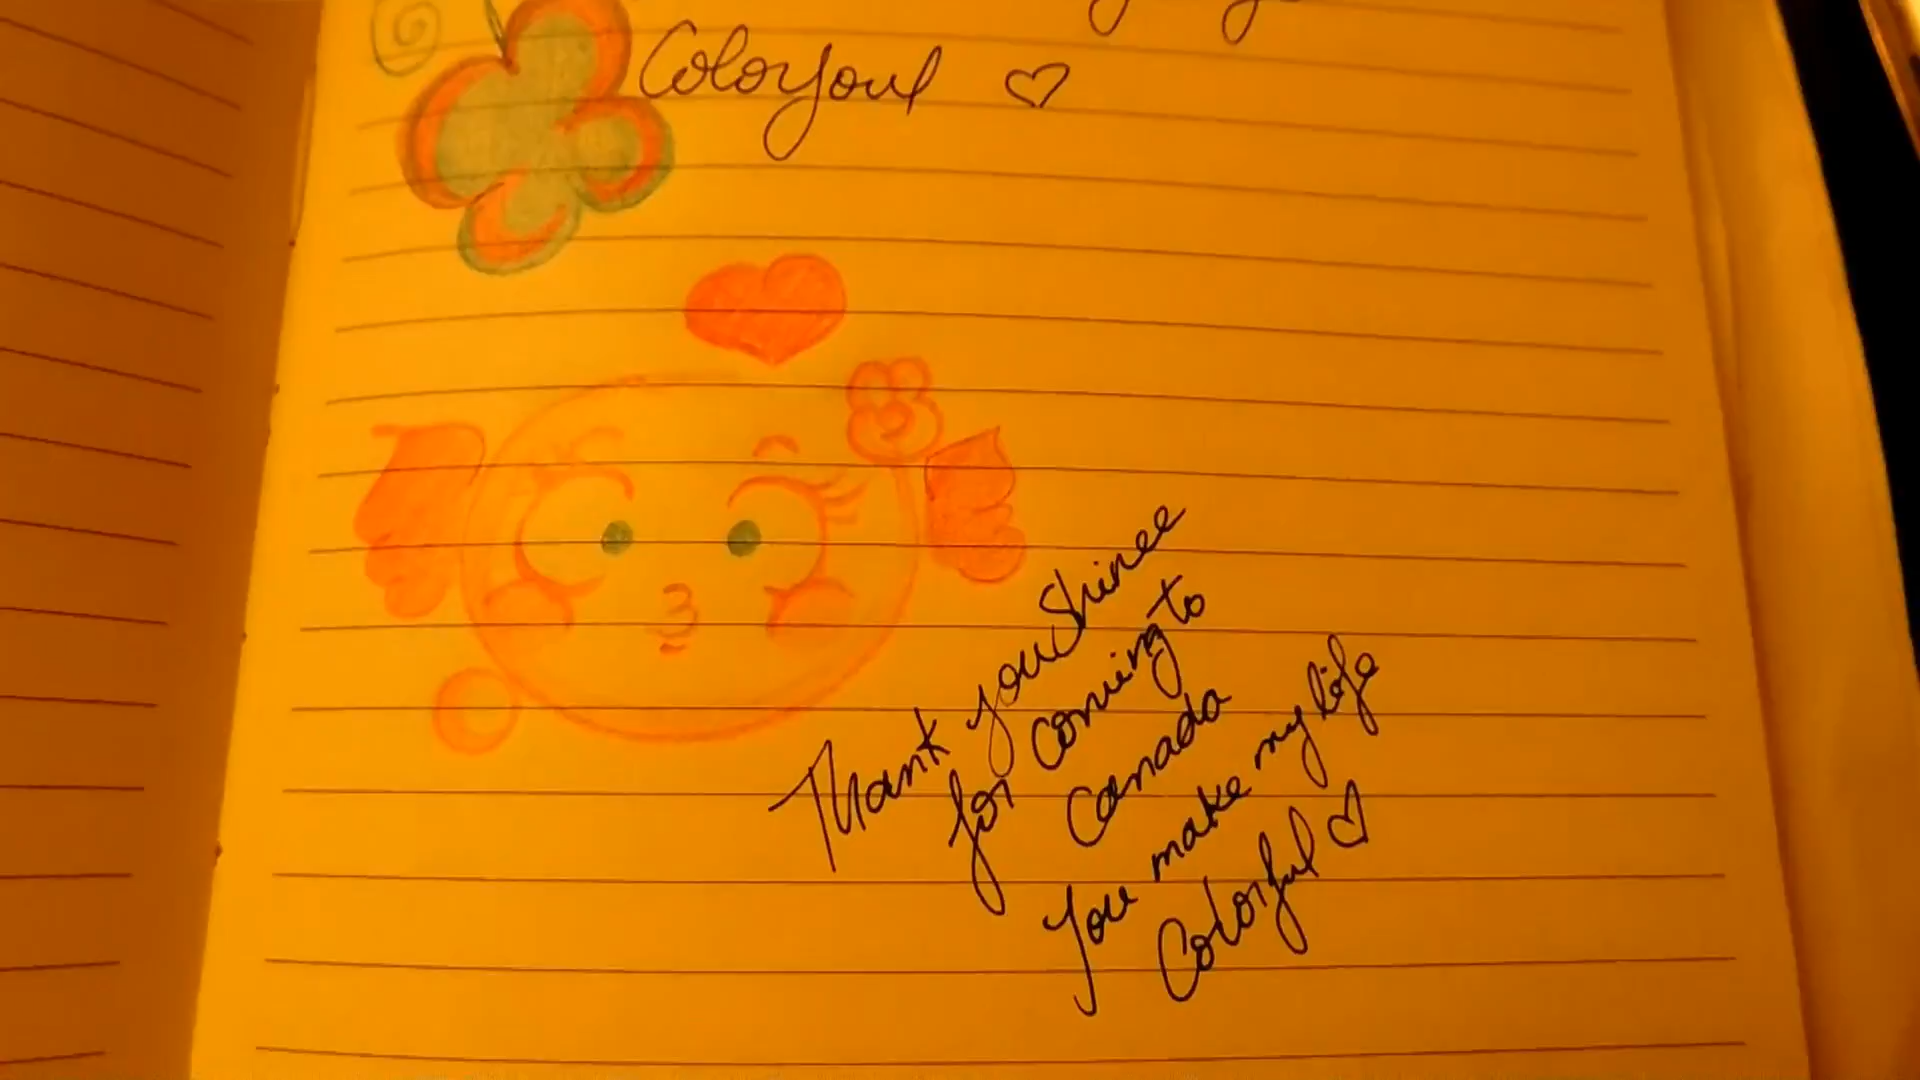 Colorful ♡
Thank you Shinee
for coming to
Canada
You make my life
Colorful ♡